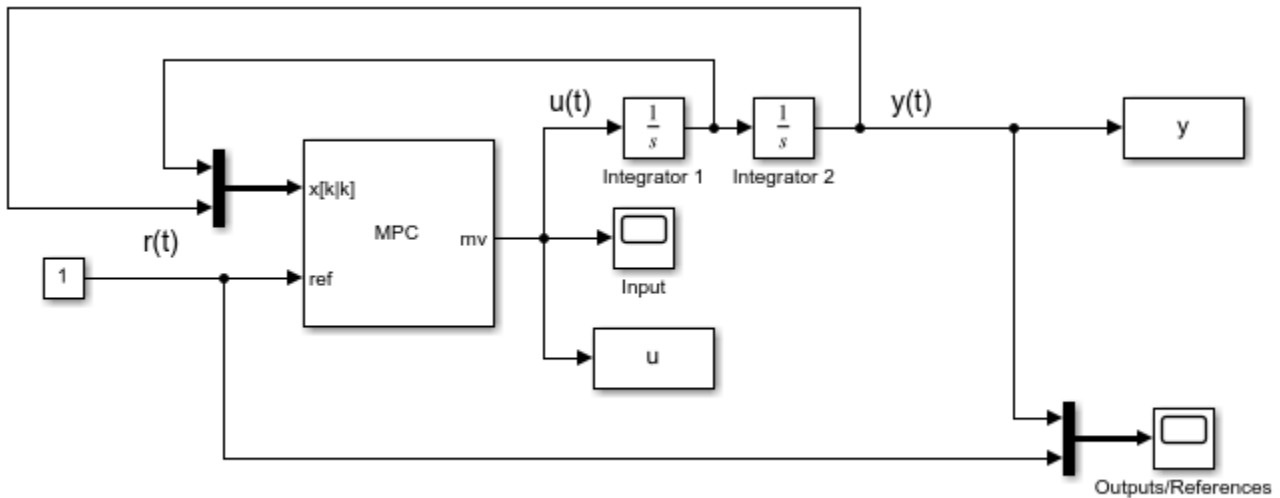 u(t)
1
s
1
s
y(t)
y
Integrator 1
Integrator 2
x[k|k]
MPC
mv
r(t)
1
ref
Input
u
Outputs/References